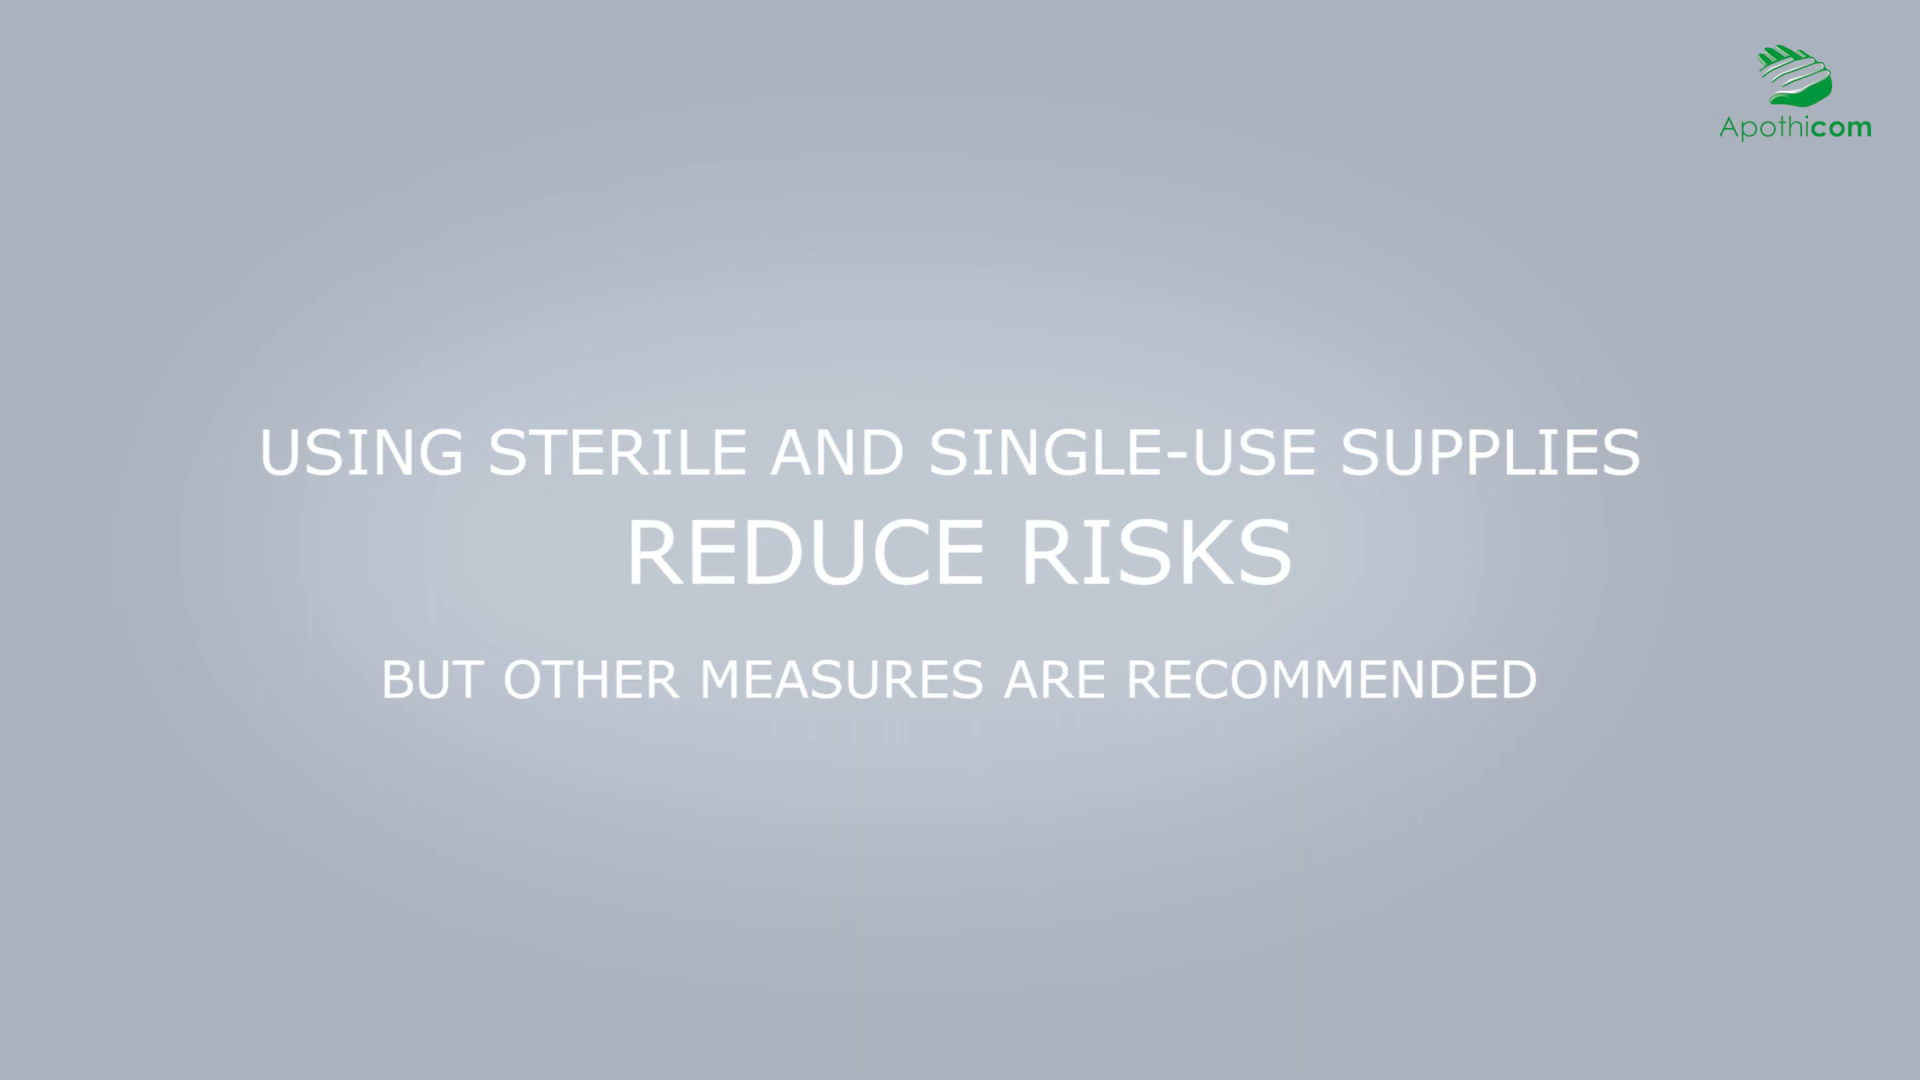 Apothicom
USING STERILE AND SINGLE-USE SUPPLIES
REDUCE RISKS
BUT OTHER MEASURES ARE RECOMMENDED